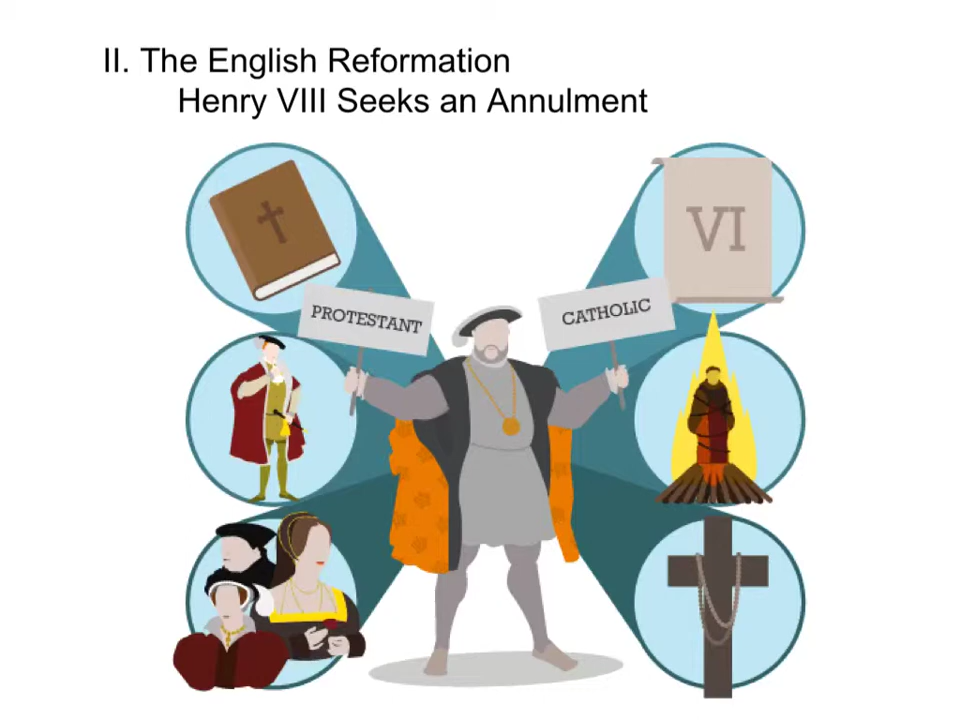 II. The English Reformation
Henry VIII Seeks an Annulment
VI
PROTESTANT
CATHOLIC